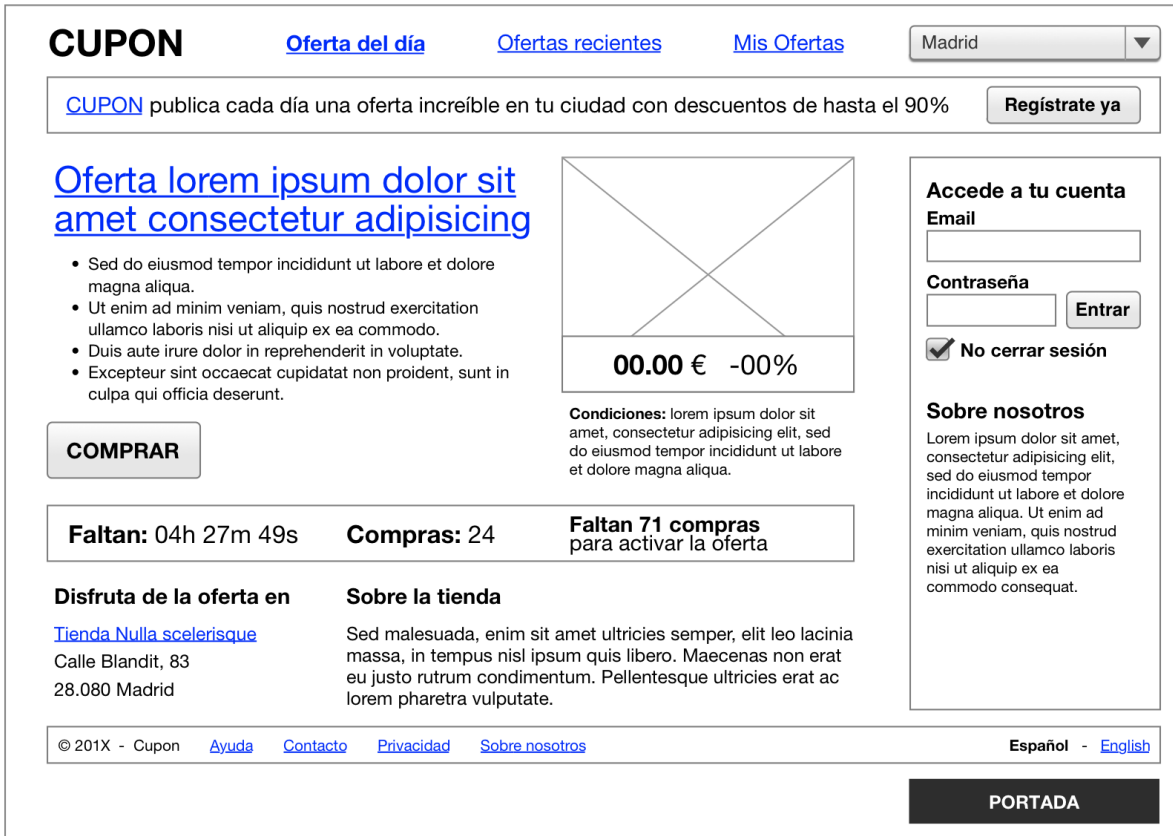 CUPON
Oferta del día
Ofertas recientes
Mis Ofertas
Madrid
CUPON publica cada día una oferta increíble en tu ciudad con descuentos de hasta el 90%
Regístrate ya
Oferta lorem ipsum dolor sit
amet consectetur adipisicing
• Sed do eiusmod tempor incididunt ut labore et dolore
magna aliqua.
• Ut enim ad minim veniam, quis nostrud exercitation
ullamco laboris nisi ut aliquip ex ea commodo.
• Duis aute irure dolor in reprehenderit in voluptate.
• Excepteur sint occaecat cupidatat non proident, sunt in
culpa qui officia deserunt.
COMPRAR
00.00 € -00%
Condiciones: lorem ipsum dolor sit
amet, consectetur adipisicing elit, sed
do eiusmod tempor incididunt ut labore
et dolore magna aliqua.
Faltan: 04h 27m 49s
Compras: 24
Faltan 71 compras
para activar la oferta
Disfruta de la oferta en
Tienda Nulla scelerisque
Calle Blandit, 83
28.080 Madrid
Sobre la tienda
Sed malesuada, enim sit amet ultricies semper, elit leo lacinia
massa, in tempus nisl ipsum quis libero. Maecenas non erat
eu justo rutrum condimentum. Pellentesque ultricies erat ac
lorem pharetra vulputate.
Accede a tu cuenta
Email
Contraseña
Entrar
No cerrar sesión
Sobre nosotros
Lorem ipsum dolor sit amet,
consectetur adipisicing elit,
sed do eiusmod tempor
incididunt ut labore et dolore
magna aliqua. Ut enim ad
minim veniam, quis nostrud
exercitation ullamco laboris
nisi ut aliquip ex ea
commodo consequat.
© 201X - Cupon
Ayuda
Contacto
Privacidad
Sobre nosotros
Español - English
PORTADA